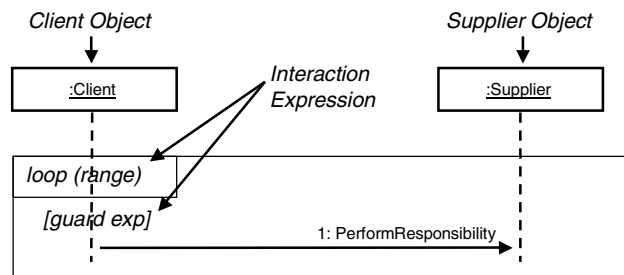 Client Object
Supplier Object
:Client
Interaction
Expression
:Supplier
loop (range)
[guard exp]
1: PerformResponsibility